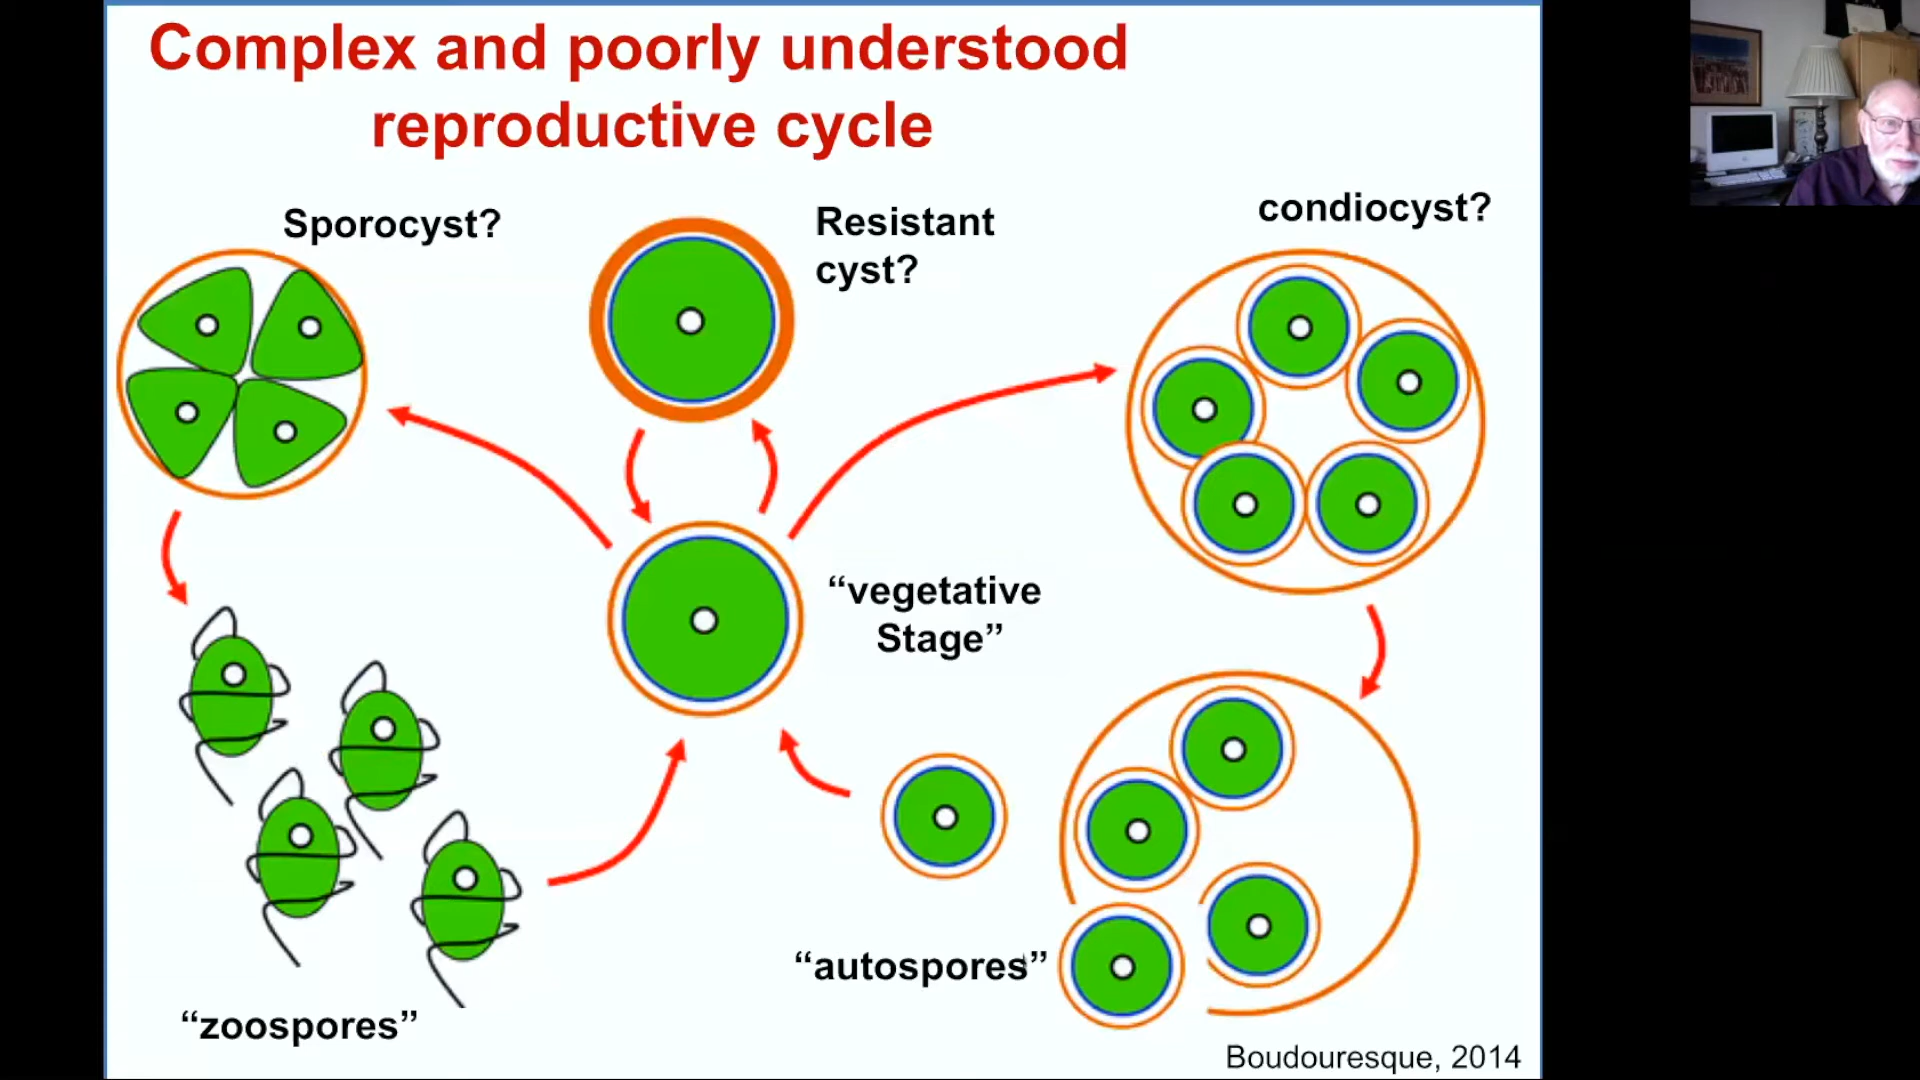 Complex and poorly understood
reproductive cycle
Sporocyst?
Resistant
cyst?
condiocyst?
“vegetative
Stage”
“autospores”
“zoospores”
Boudouresque, 2014